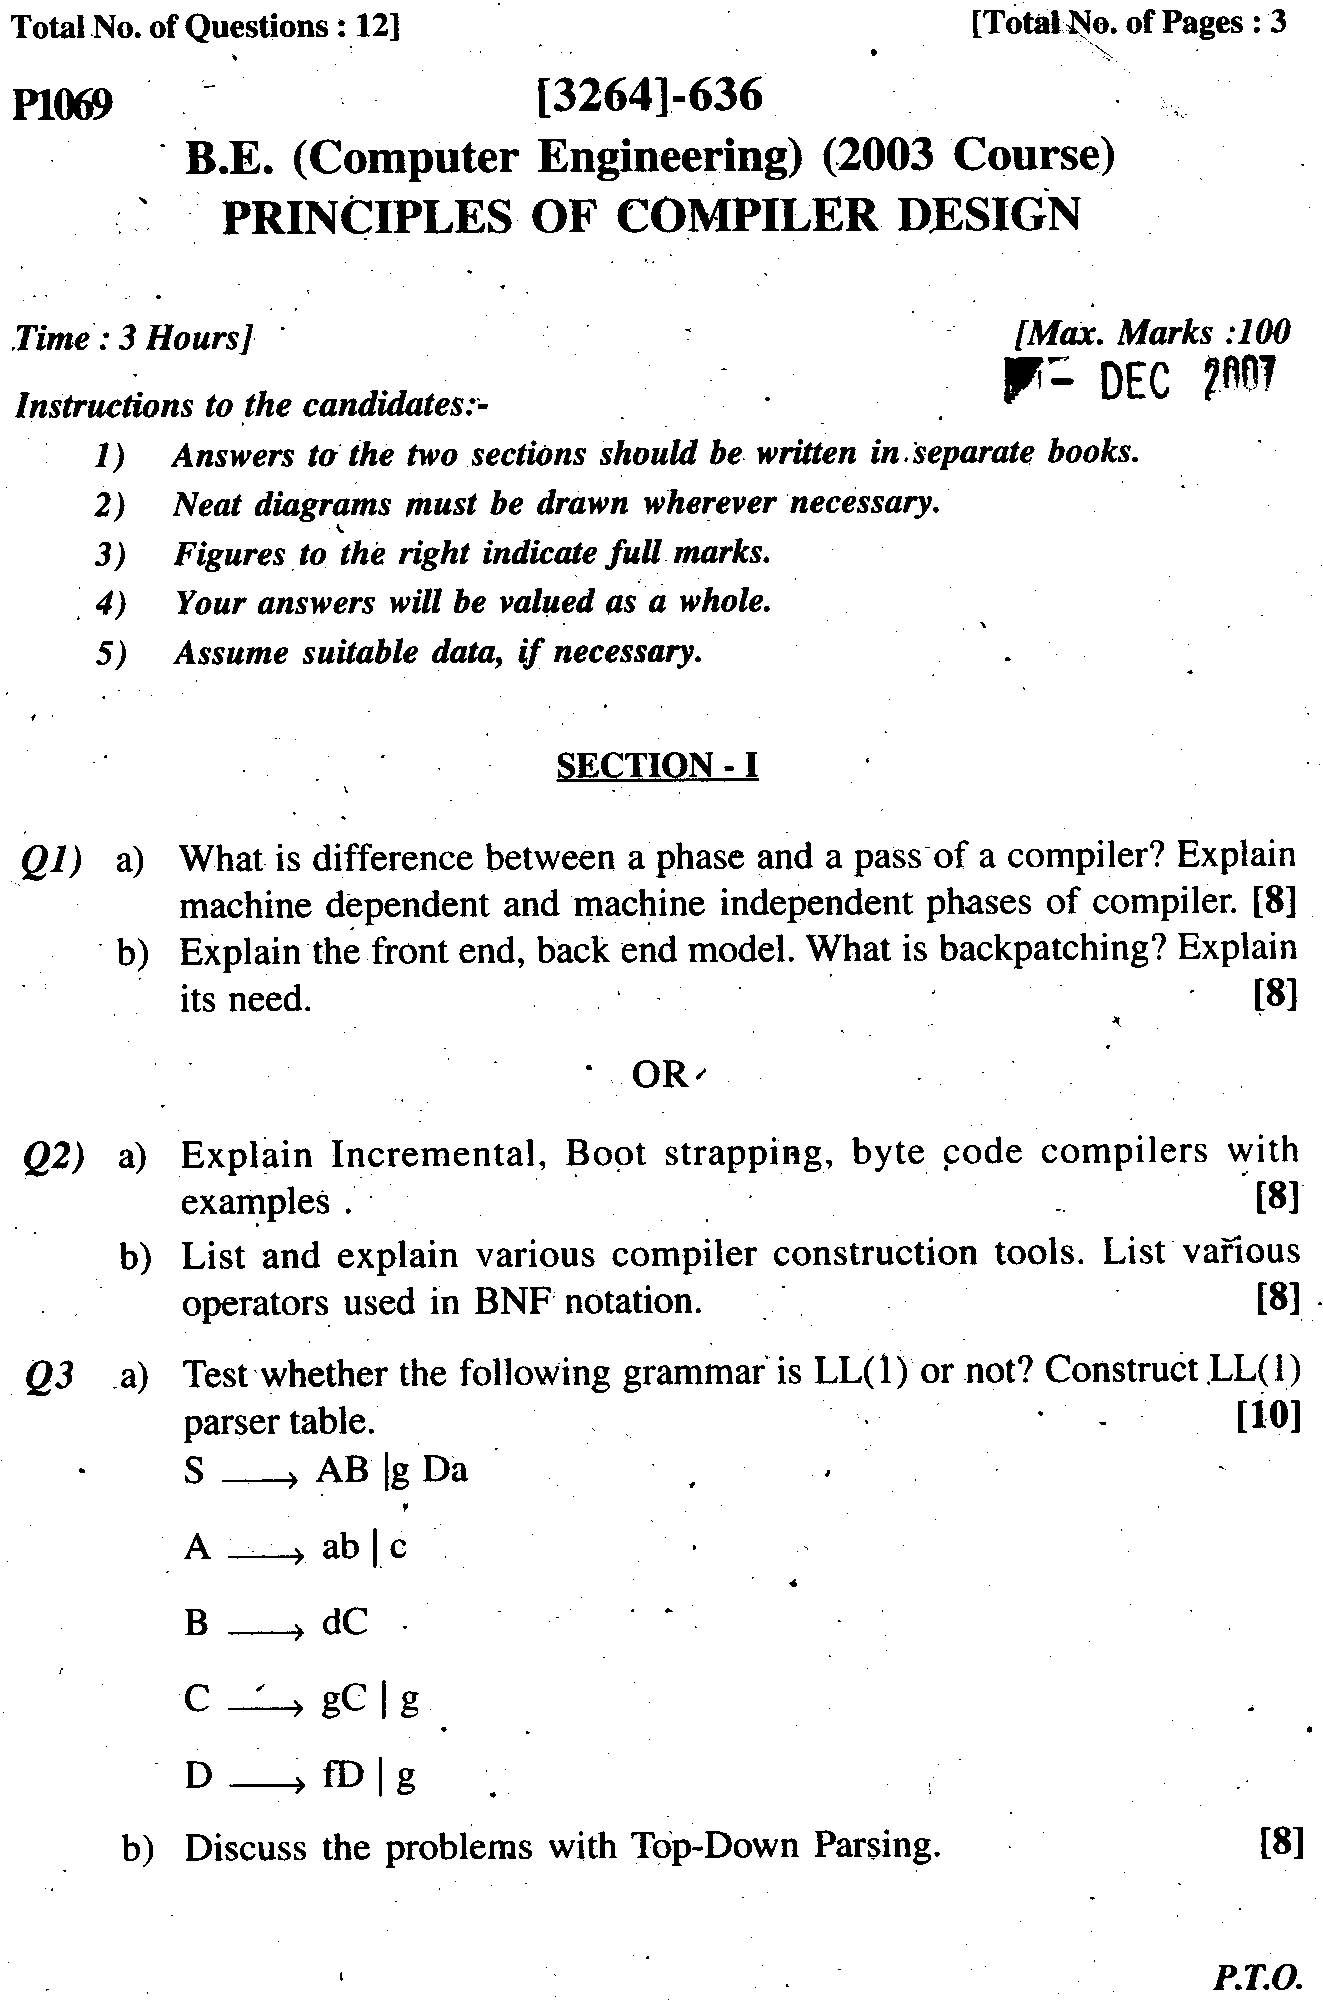 Total No. of Questions : 12]
[Total No. of Pages : 3
P1069
[3264]-636
B.E. (Computer Engineering) (2003 Course)
PRINCIPLES OF COMPILER DESIGN
Time : 3 Hours]
[Max. Marks :100
- DEC 2007
Instructions to the candidates:-
1) Answers to the two sections should be written in separate books.
2) Neat diagrams must be drawn wherever necessary.
3) Figures to the right indicate full marks.
4) Your answers will be valued as a whole.
5) Assume suitable data, if necessary.
SECTION - I
Q1) a) What is difference between a phase and a pass of a compiler? Explain
machine dependent and machine independent phases of compiler. [8]
b) Explain the front end, back end model. What is backpatching? Explain
its need. [8]
OR
Q2) a) Explain Incremental, Boot strapping, byte code compilers with
examples . [8]
b) List and explain various compiler construction tools. List various
operators used in BNF notation. [8]
Q3 a) Test whether the following grammar is LL(1) or not? Construct LL(1)
parser table. [10]
S ⟶ AB |g Da
A ⟶ ab | c
B ⟶ dC
C ⟶ gC | g
D ⟶ fD | g
b) Discuss the problems with Top-Down Parsing. [8]
P.T.O.